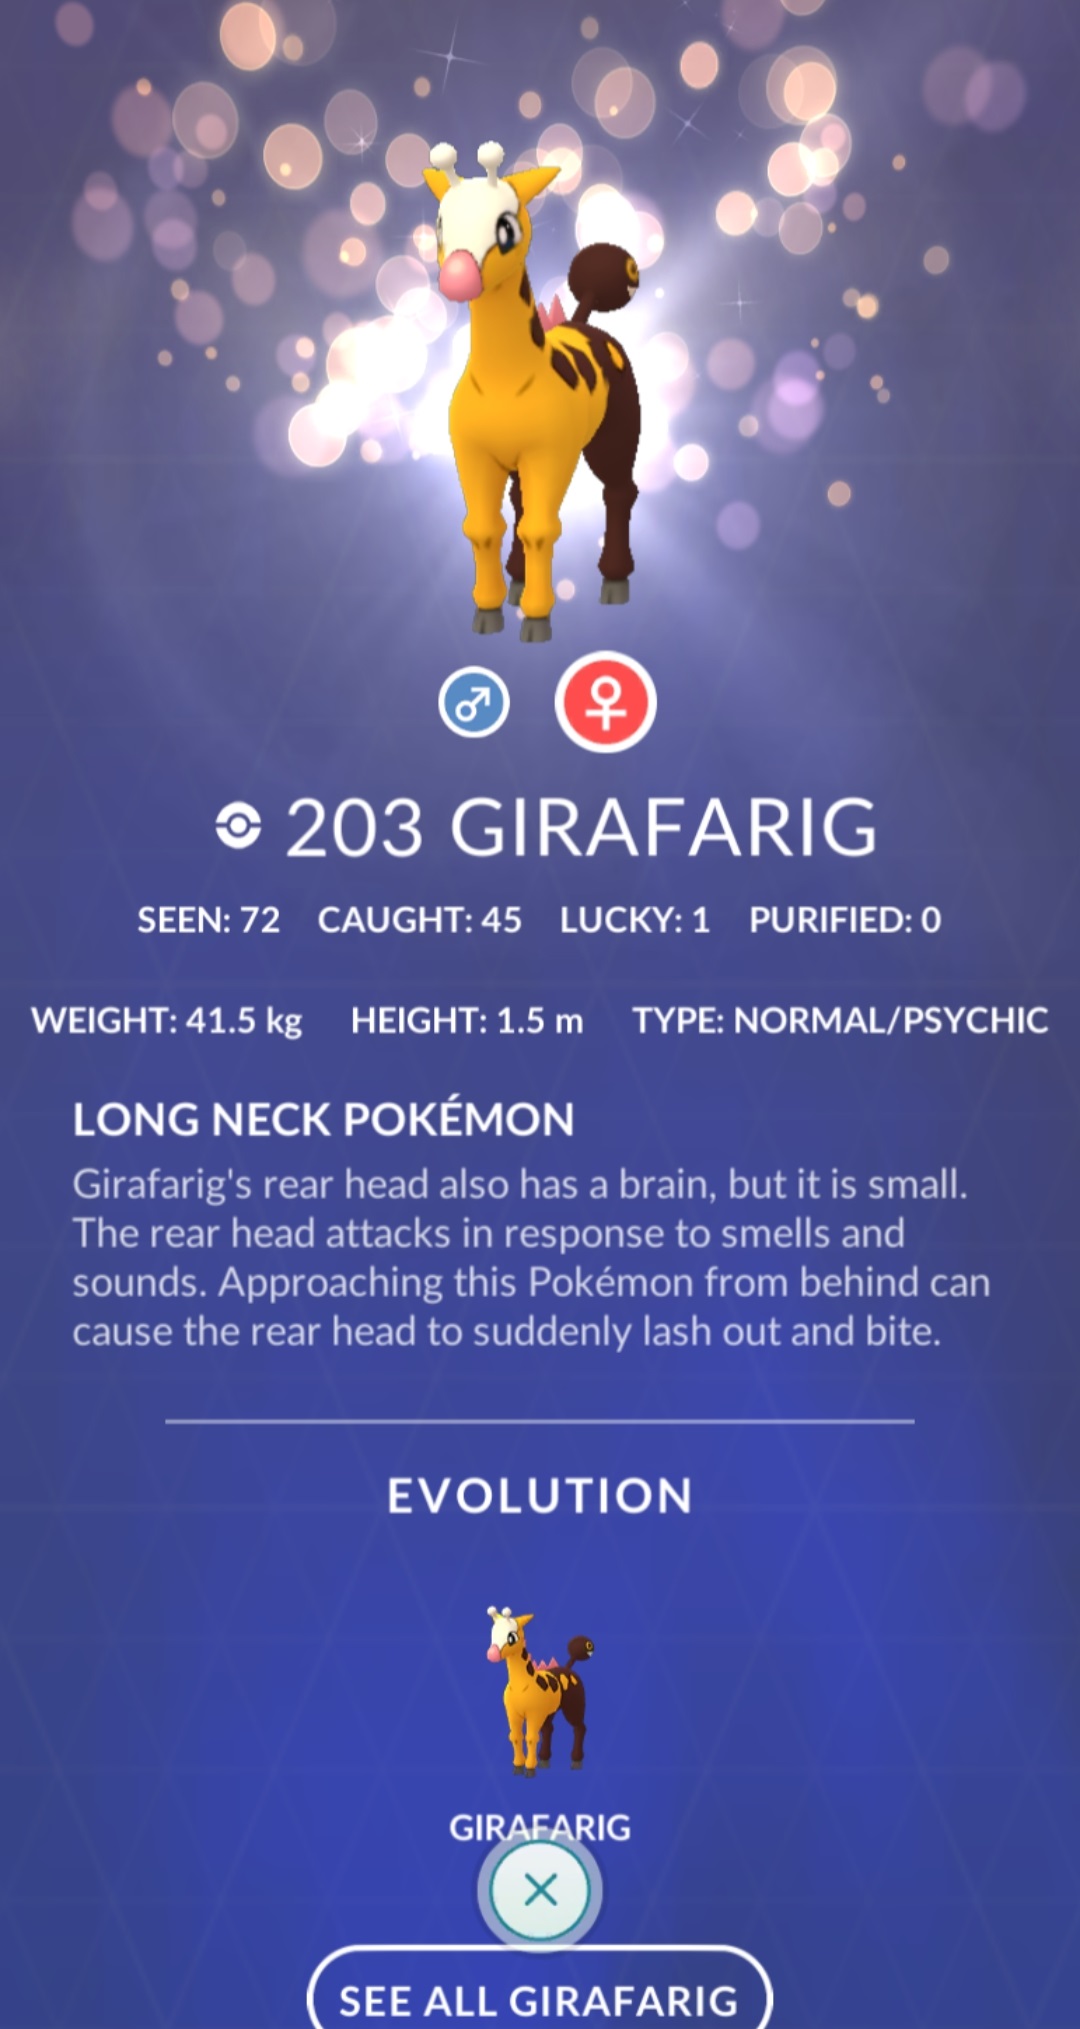 203 GIRAFARIG
SEEN: 72 CAUGHT: 45 LUCKY: 1 PURIFIED: 0
WEIGHT: 41.5 kg HEIGHT: 1.5 m TYPE: NORMAL/PSYCHIC
LONG NECK POKÉMON
Girafarig's rear head also has a brain, but it is small.
The rear head attacks in response to smells and
sounds. Approaching this Pokémon from behind can
cause the rear head to suddenly lash out and bite.
EVOLUTION
GIRAFARIG
SEE ALL GIRAFARIG